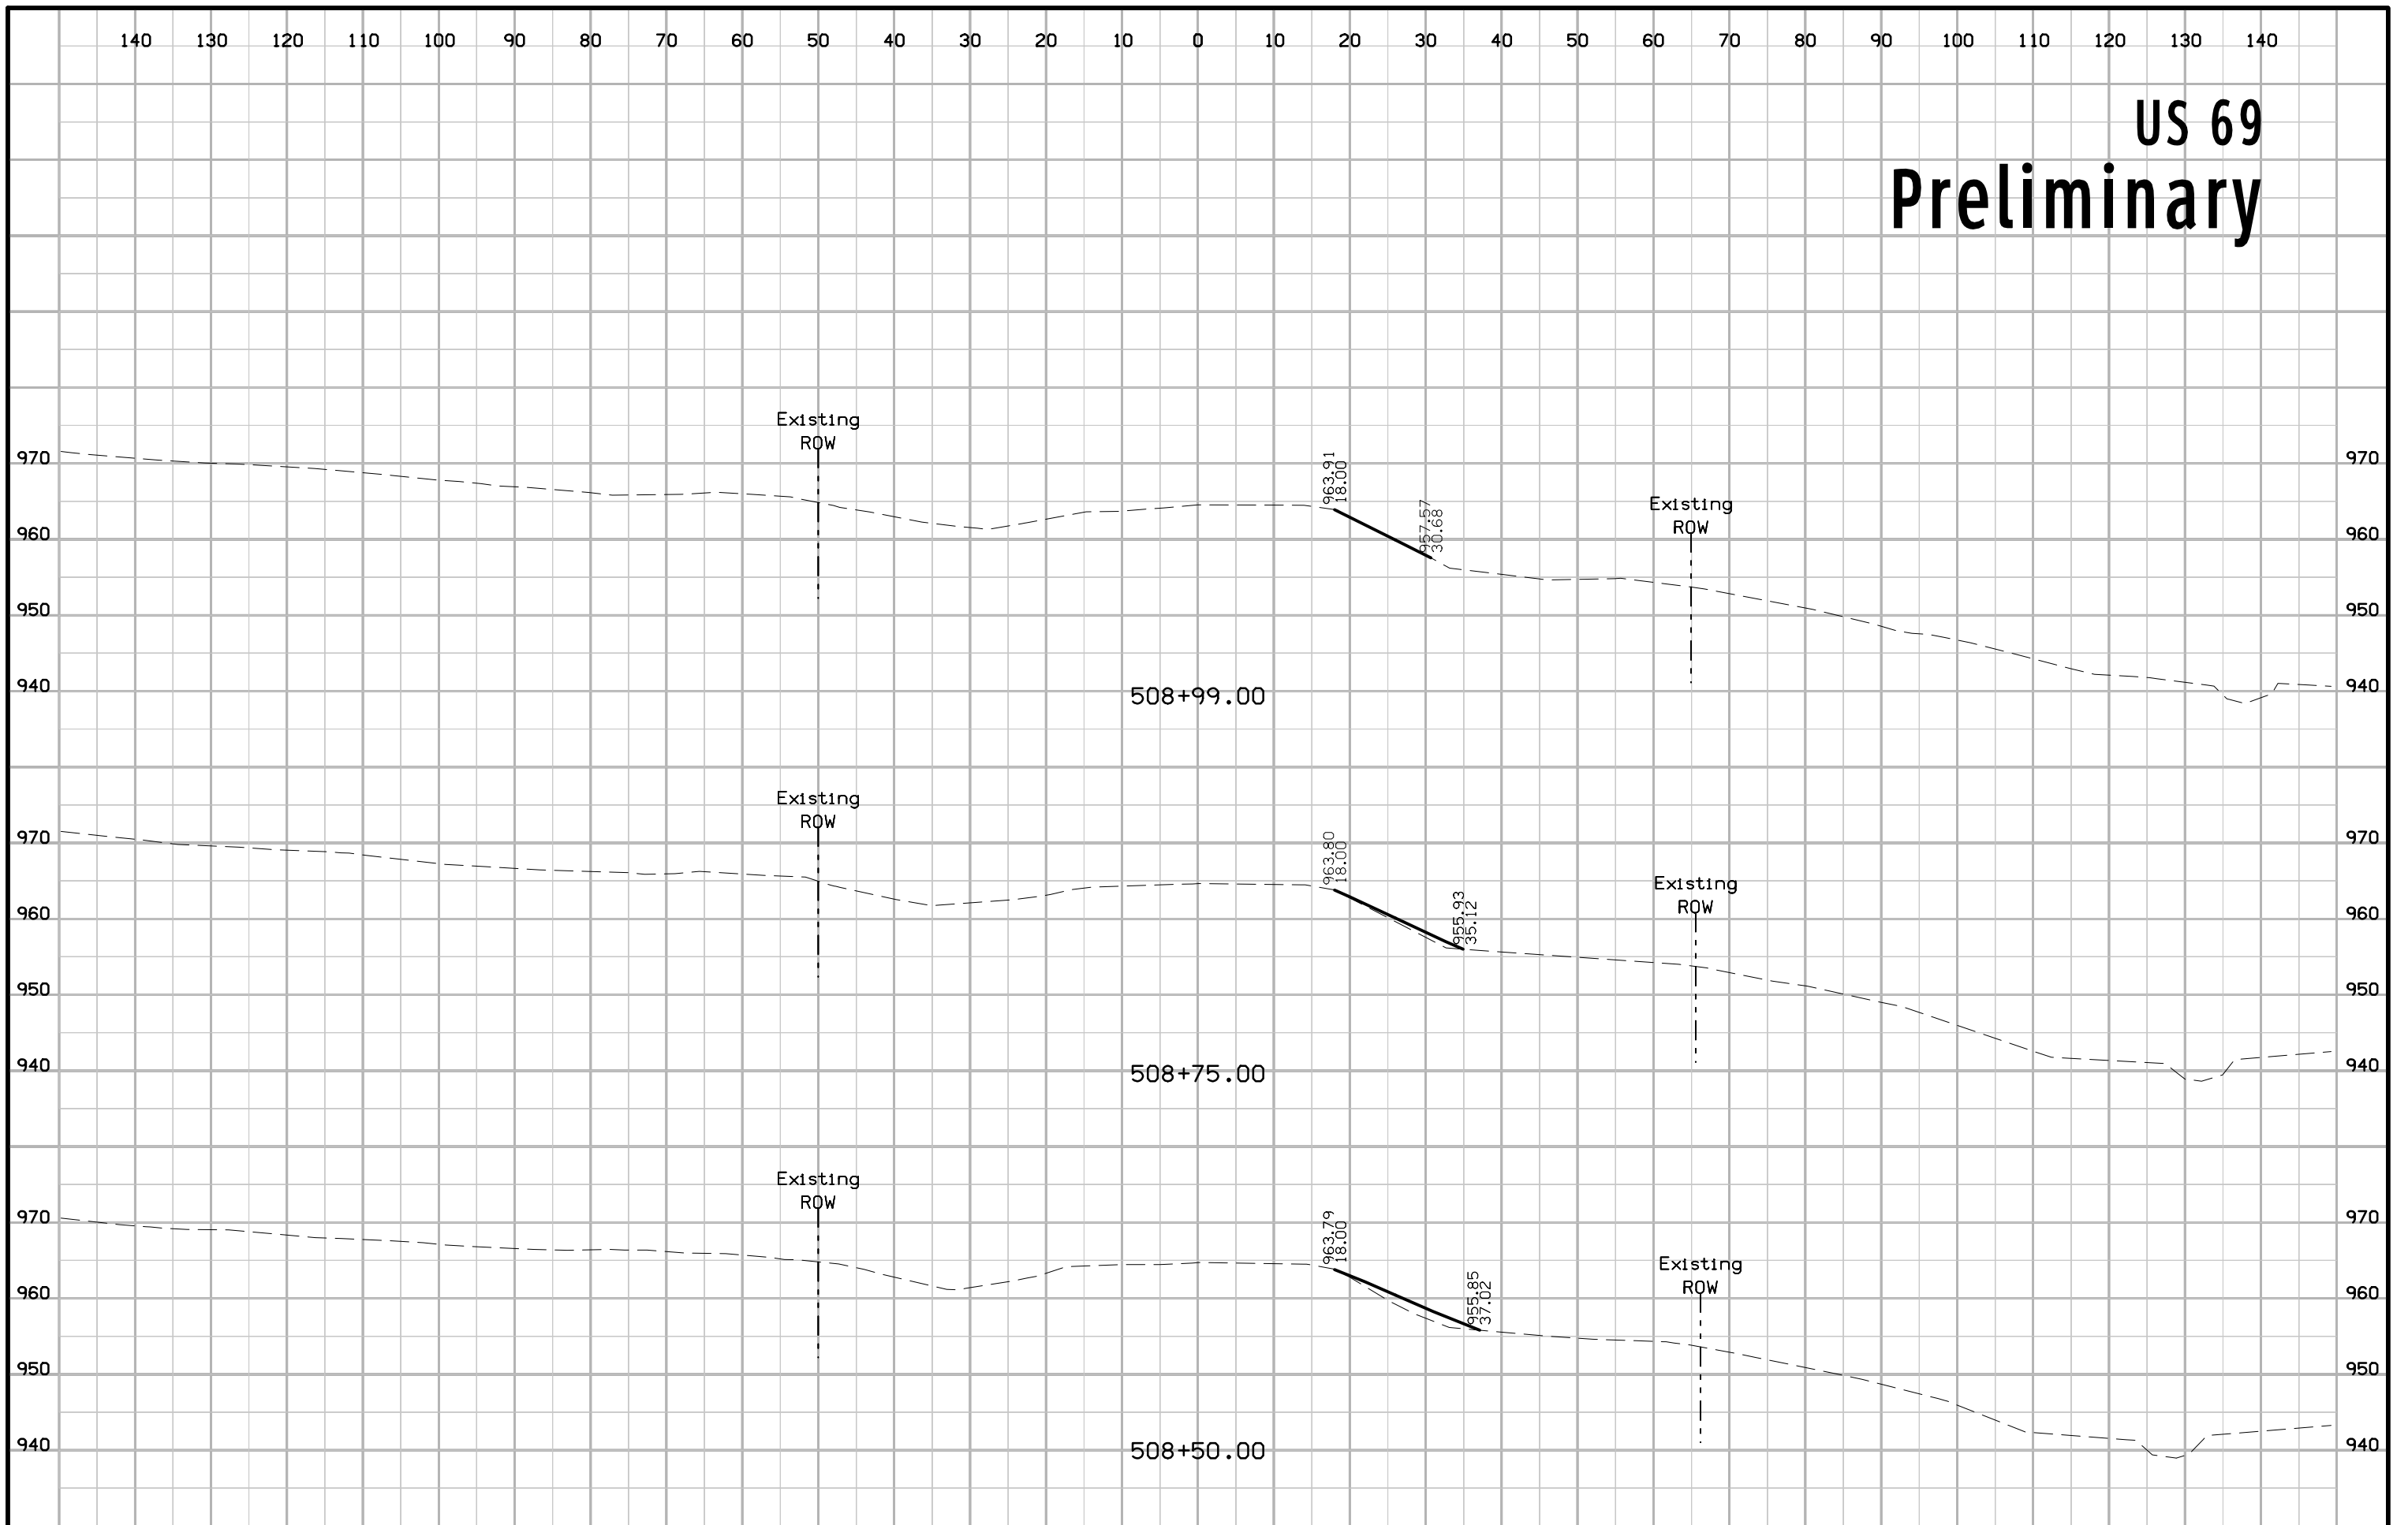 140 130 120 110 100 90 80 70 60 50 40 30 20 10 0 10 20 30 40 50 60 70 80 90 100 110 120 130 140
US 69
Preliminary
Existing
ROW
963.91
18.00
957.57
30.68
Existing
ROW
970 970
960 960
950 950
940 940
508+99.00
Existing
ROW
963.80
18.00
955.93
35.12
Existing
ROW
970 970
960 960
950 950
940 940
508+75.00
Existing
ROW
963.79
18.00
955.85
37.02
Existing
ROW
970 970
960 960
950 950
940 940
508+50.00